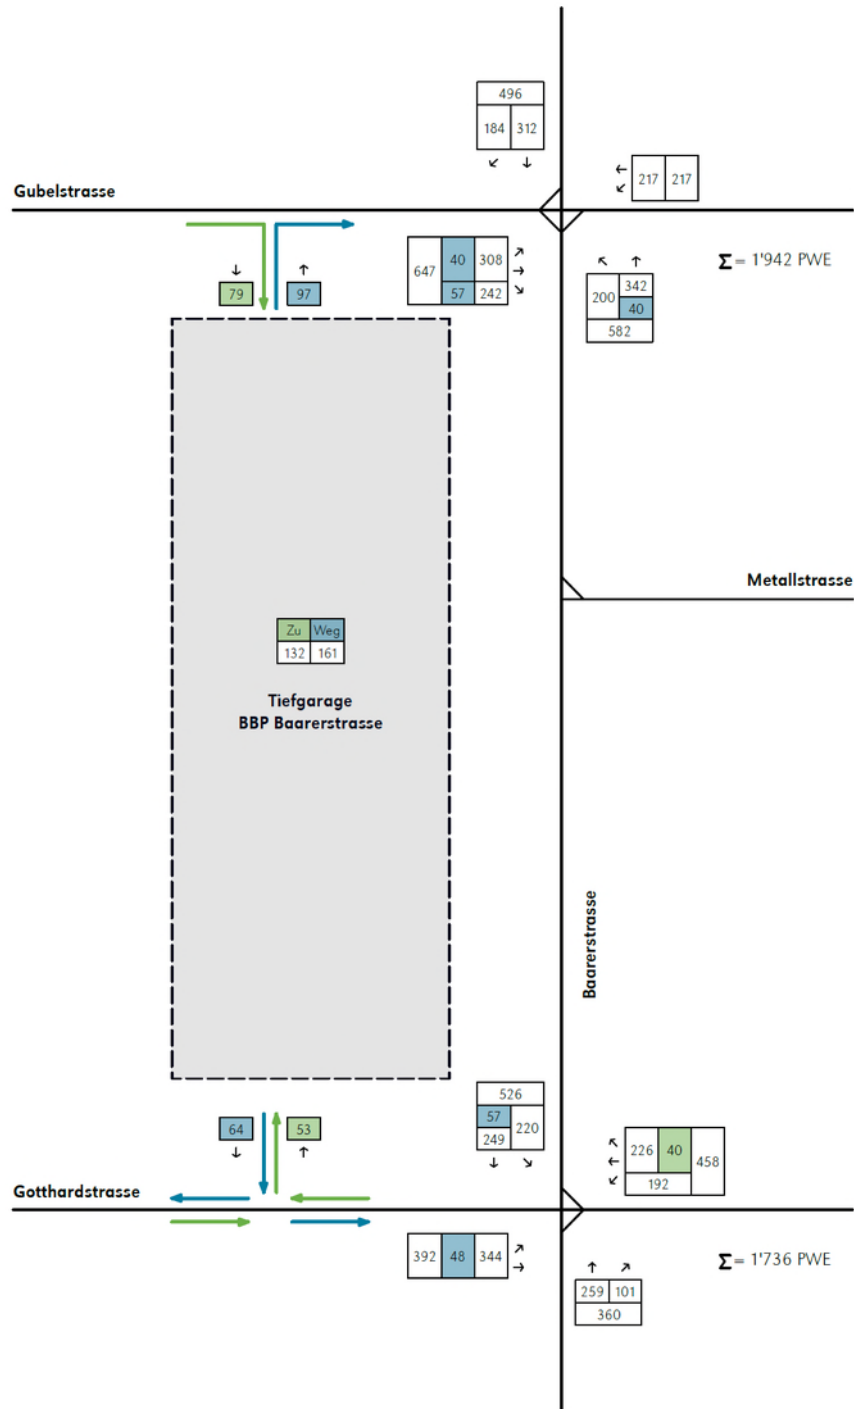 496
184 312
↙ ↓
Gubelstrasse
← ↙ 217 217
Σ = 1'942 PWE
↓ ↑
79 97
647 40 308
57 242
↗ → ↘
↖ ↑
200 342
40
582
Metallstrasse
Zu Weg
132 161
Tiefgarage
BBP Baarerstrasse
Baarerstrasse
526
57 220
249
↓ ↘
64 53
↓ ↑
↖ ← ↙
226 40 458
192
Gotthardstrasse
392 48 344
↗ →
Σ = 1'736 PWE
↑ ↗
259 101
360